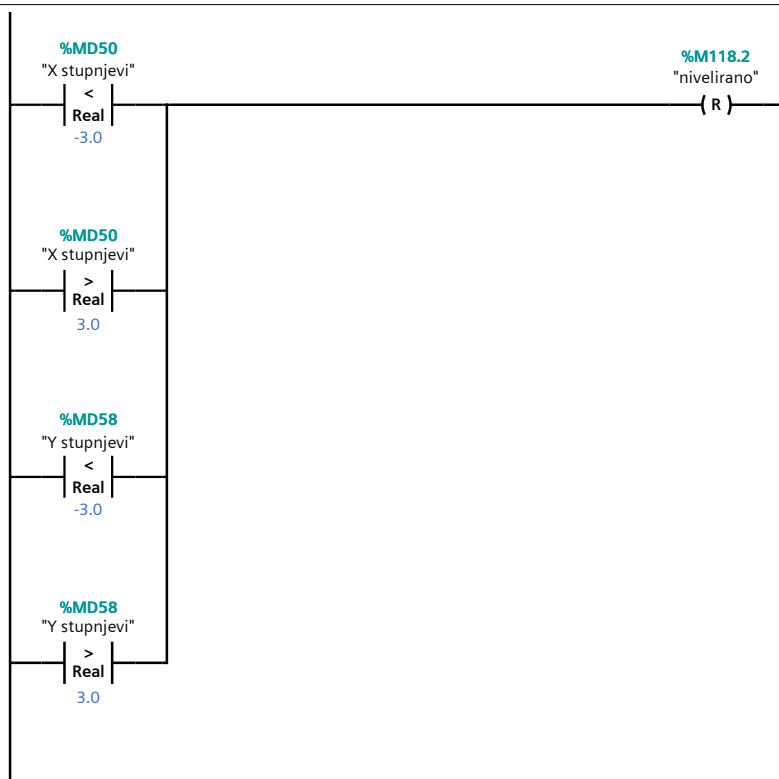 %MD50
"X stupnjevi"
<
Real
-3.0
%M118.2
"nivelirano"
( R )
%MD50
"X stupnjevi"
>
Real
3.0
%MD58
"Y stupnjevi"
<
Real
-3.0
%MD58
"Y stupnjevi"
>
Real
3.0